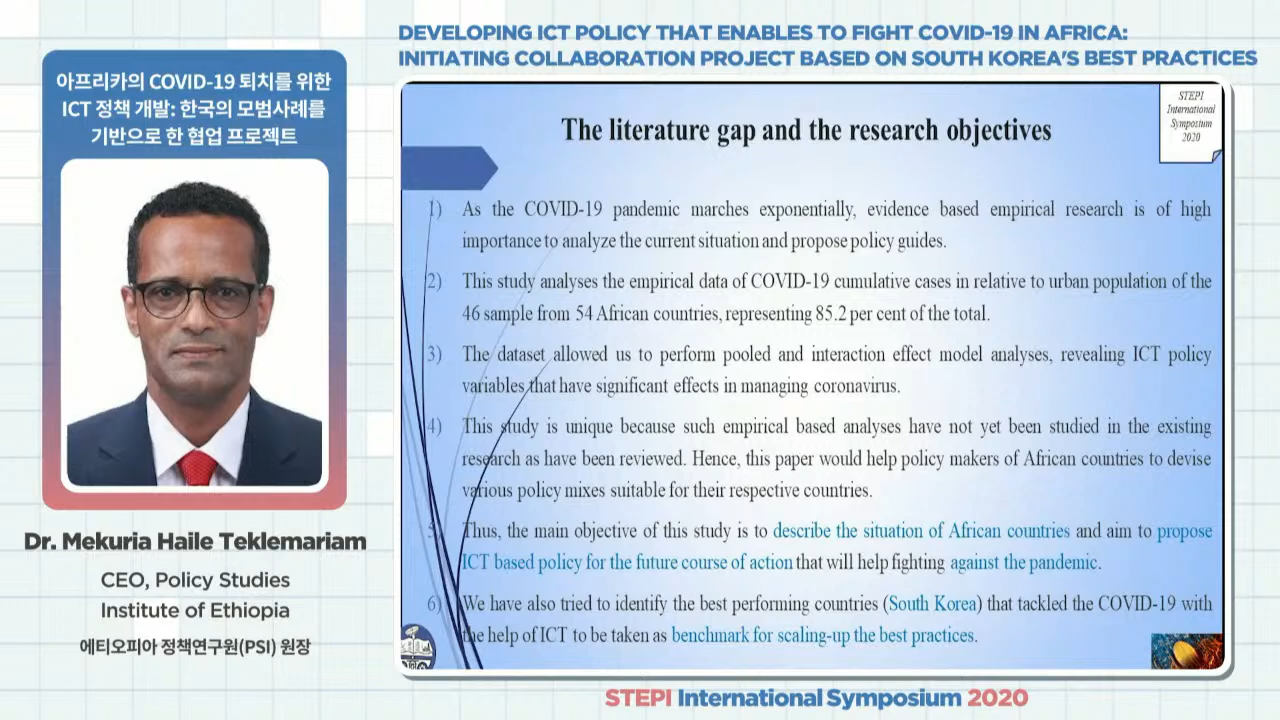 DEVELOPING ICT POLICY THAT ENABLES TO FIGHT COVID-19 IN AFRICA:
INITIATING COLLABORATION PROJECT BASED ON SOUTH KOREA'S BEST PRACTICES
아프리카의 COVID-19 퇴치를 위한
ICT 정책 개발: 한국의 모범사례를
기반으로 한 협업 프로젝트
Dr. Mekuria Haile Teklemariam
CEO, Policy Studies
Institute of Ethiopia
에티오피아 정책연구원(PSI) 원장
STEPI
International
Symposium
2020
The literature gap and the research objectives
1) As the COVID-19 pandemic marches exponentially, evidence based empirical research is of high
importance to analyze the current situation and propose policy guides.
2) This study analyses the empirical data of COVID-19 cumulative cases in relative to urban population of the
46 sample from 54 African countries, representing 85.2 per cent of the total.
3) The dataset allowed us to perform pooled and interaction effect model analyses, revealing ICT policy
variables that have significant effects in managing coronavirus.
4) This study is unique because such empirical based analyses have not yet been studied in the existing
research as have been reviewed. Hence, this paper would help policy makers of African countries to devise
various policy mixes suitable for their respective countries.
5) Thus, the main objective of this study is to describe the situation of African countries and aim to propose
ICT based policy for the future course of action that will help fighting against the pandemic.
6) We have also tried to identify the best performing countries (South Korea) that tackled the COVID-19 with
the help of ICT to be taken as benchmark for scaling-up the best practices.
STEPI International Symposium 2020